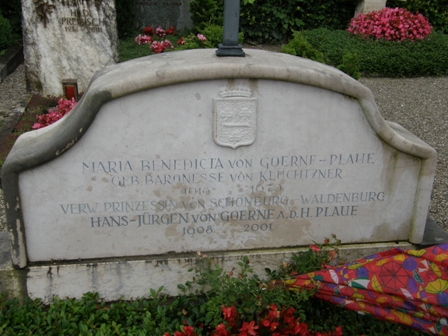 MARIA BENEDICTA VON GOERNE-PLAUE
GEB. BARONESSE VON
VERW. PRINZESSIN VON SCHÖNBURG-WALDENBURG
HANS-JÜRGEN VON GOERNE A.D.H. PLAUE
1908 2001